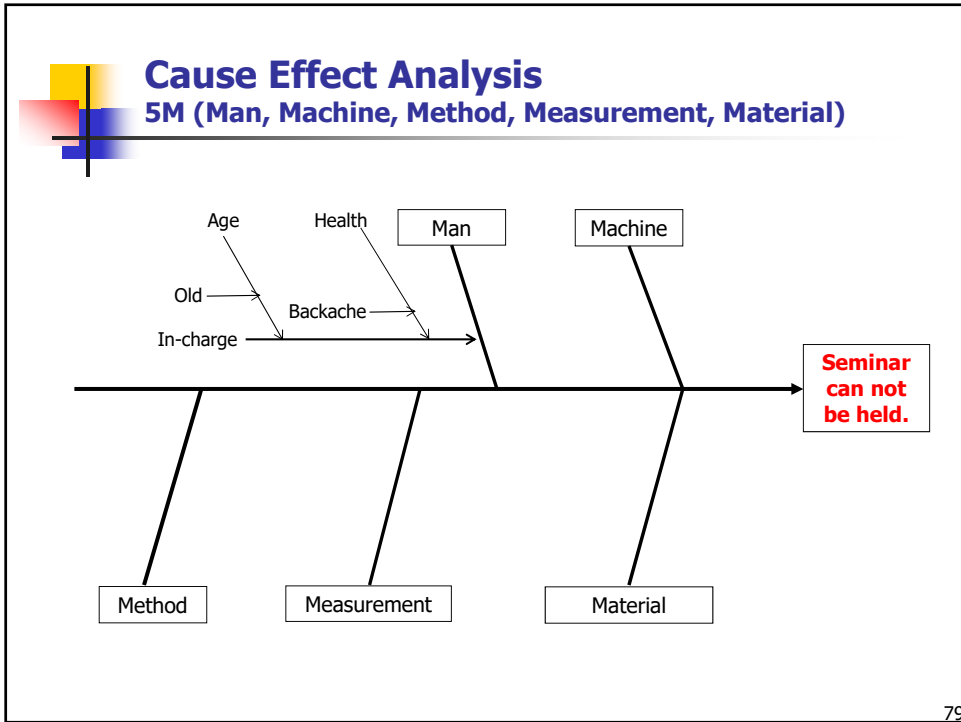 Cause Effect Analysis
5M (Man, Machine, Method, Measurement, Material)
Age
Health
Man
Machine
Old
Backache
In-charge
Seminar
can not
be held.
Method
Measurement
Material
79